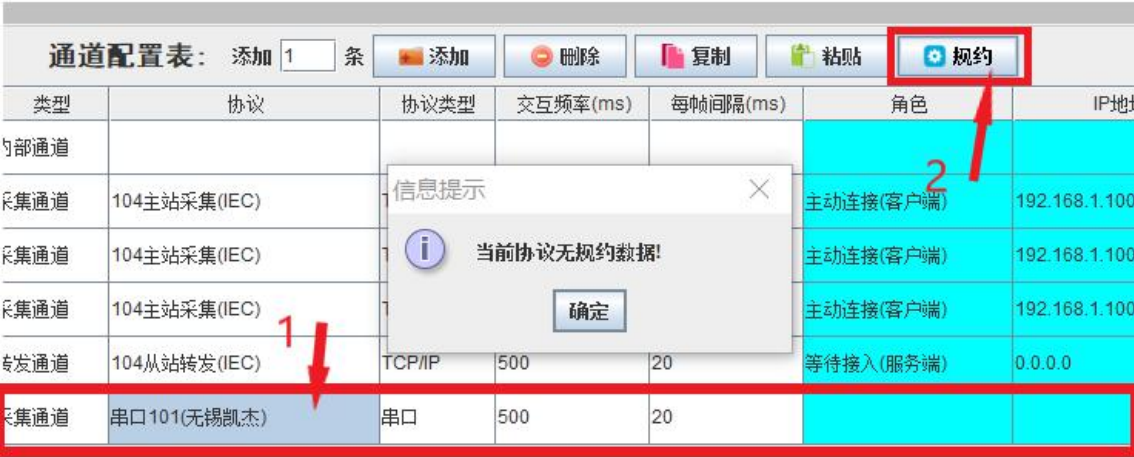 通道配置表： 添加 1 条 添加 删除 复制 粘贴 规约
类型 协议 协议类型 交互频率(ms) 每帧间隔(ms) 角色 IP地
内部通道
2
采集通道 104主站采集(IEC) 主动连接(客户端) 192.168.1.100
信息提示
采集通道 104主站采集(IEC) 主动连接(客户端) 192.168.1.100
当前协议无规约数据!
采集通道 104主站采集(IEC) 主动连接(客户端) 192.168.1.100
确定
1
转发通道 104从站转发(IEC) TCP/IP 500 20 等待接入(服务端) 0.0.0.0
采集通道 串口101(无锡凯杰) 串口 500 20